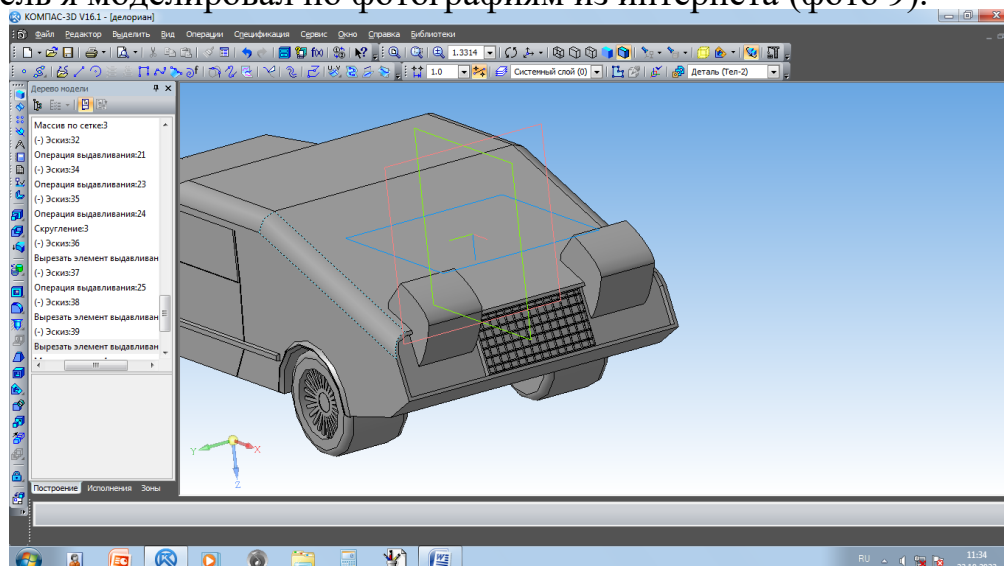 ель я моделировал по фотографиям из интернета (фото 9).
КОМПАС-3D V16.1 - [делориан]
Файл Редактор Выделить Вид Операции Спецификация Сервис Окно Справка Библиотеки
1.3314
1.0 Системный слой (0) Деталь (Тел-2)
Дерево модели
Массив по сетке:3
(-) Эскиз:32
Операция выдавливания:21
(-) Эскиз:34
Операция выдавливания:23
(-) Эскиз:35
Операция выдавливания:24
Скругление:3
(-) Эскиз:36
Вырезать элемент выдавливан
(-) Эскиз:37
Операция выдавливания:25
(-) Эскиз:38
Вырезать элемент выдавливан
(-) Эскиз:39
Вырезать элемент выдавливан
Построение Исполнения Зоны
Y X
Z
RU 11:34